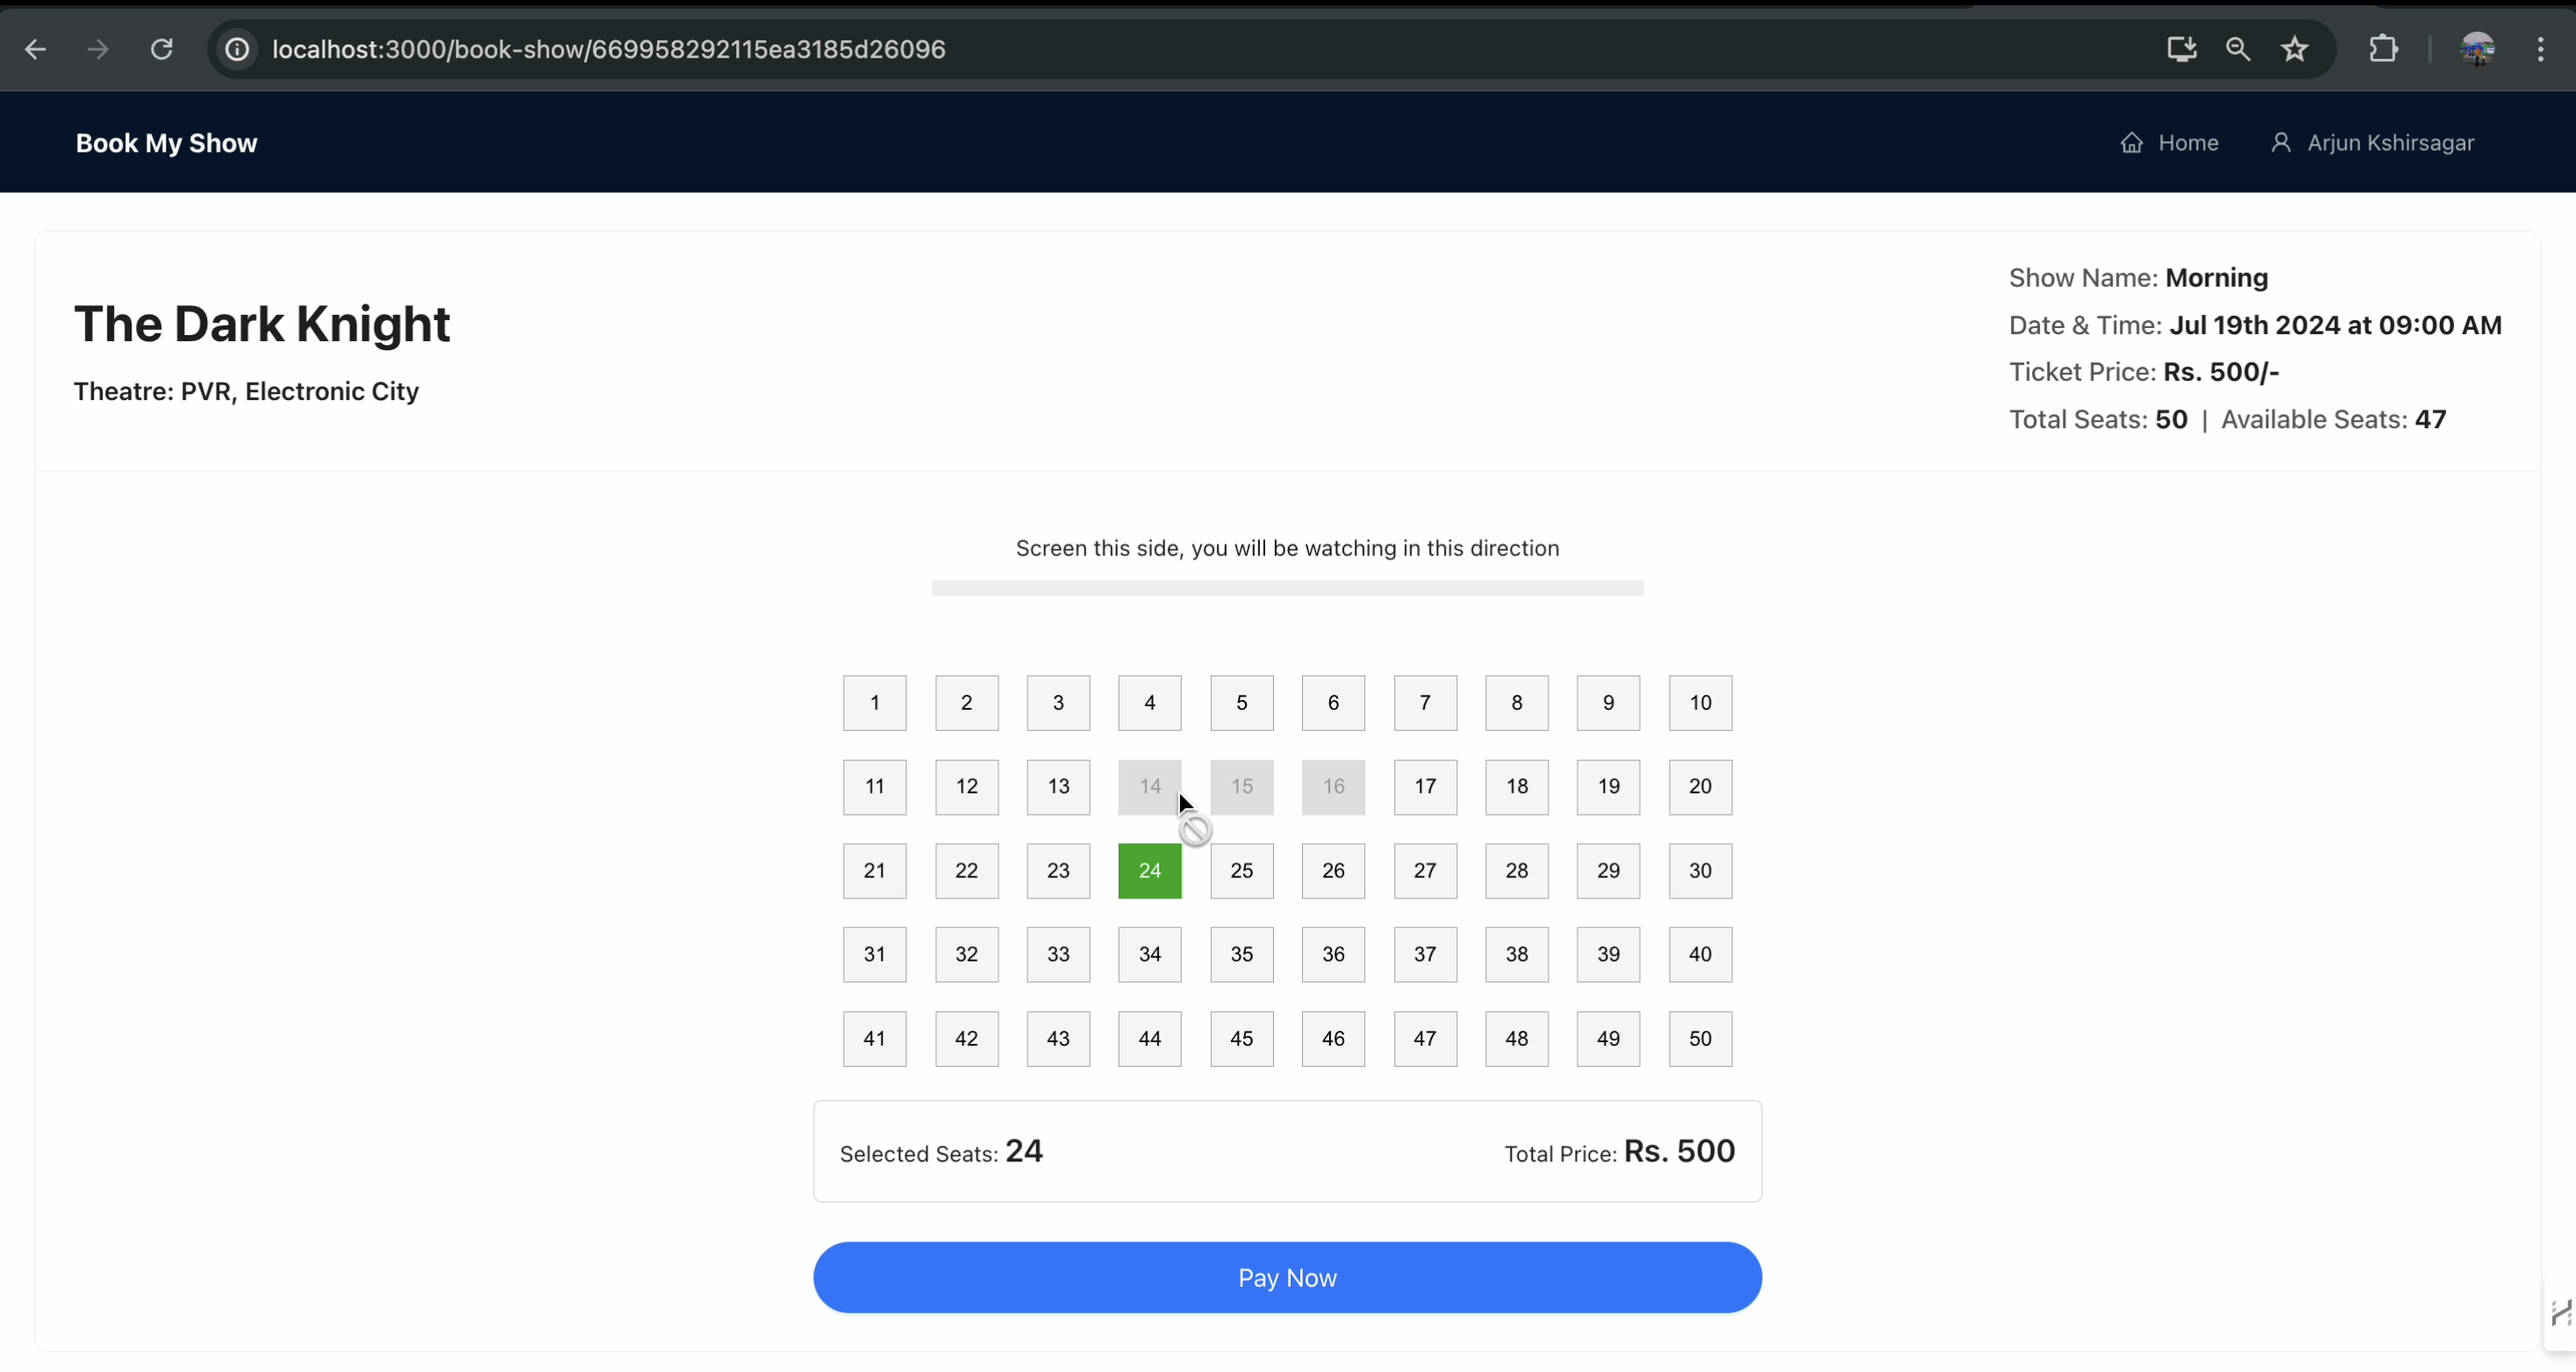 localhost:3000/book-show/669958292115ea3185d26096
Book My Show
Home
Arjun Kshirsagar
The Dark Knight
Theatre: PVR, Electronic City
Show Name: Morning
Date & Time: Jul 19th 2024 at 09:00 AM
Ticket Price: Rs. 500/-
Total Seats: 50 | Available Seats: 47
Screen this side, you will be watching in this direction
1 2 3 4 5 6 7 8 9 10
11 12 13 14 15 16 17 18 19 20
21 22 23 24 25 26 27 28 29 30
31 32 33 34 35 36 37 38 39 40
41 42 43 44 45 46 47 48 49 50
Selected Seats: 24 Total Price: Rs. 500
Pay Now